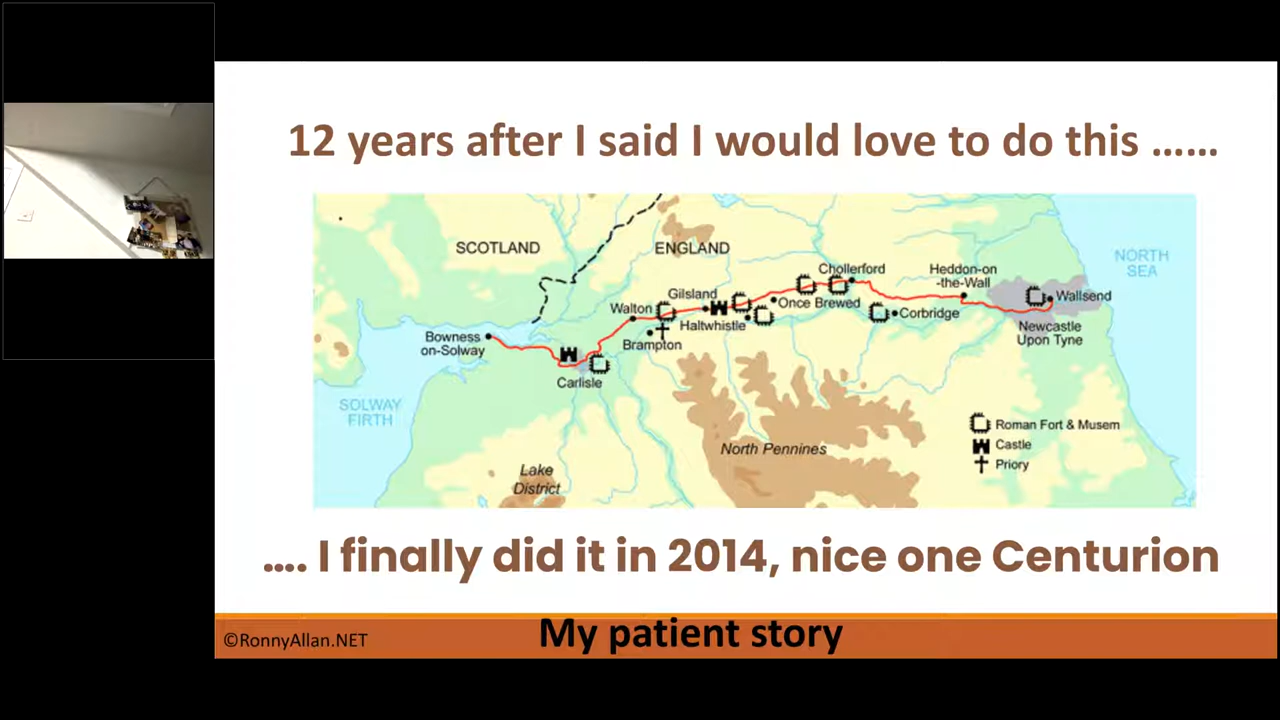 12 years after I said I would love to do this ……
SCOTLAND
ENGLAND
NORTH
SEA
Chollerford
Heddon-on
-the-Wall
Gilsland
Walton
Once Brewed
Wallsend
Haltwhistle
Corbridge
Bowness
on-Solway
Brampton
Newcastle
Upon Tyne
Carlisle
SOLWAY
FIRTH
Roman Fort & Musem
Castle
North Pennines
Priory
Lake
District
…. I finally did it in 2014, nice one Centurion
©RonnyAllan.NET
My patient story